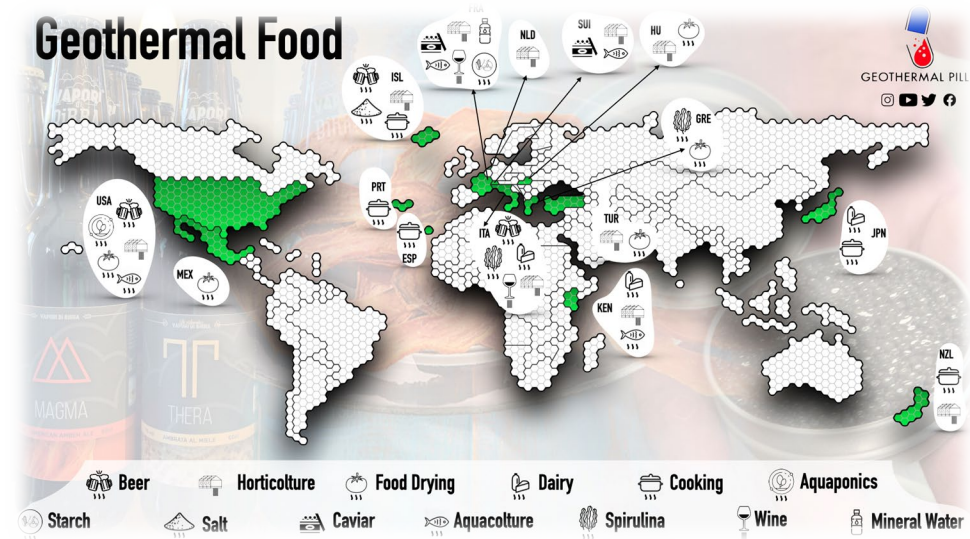 Geothermal Food
GEOTHERMAL PILL
FRA
NLD
SUI
HU
ISL
GRE
PRT
USA
ITA
TUR
JPN
ESP
MEX
KEN
NZL
MAGMA
THERA
Beer
Horticolture
Food Drying
Dairy
Cooking
Aquaponics
Starch
Salt
Caviar
Aquacolture
Spirulina
Wine
Mineral Water